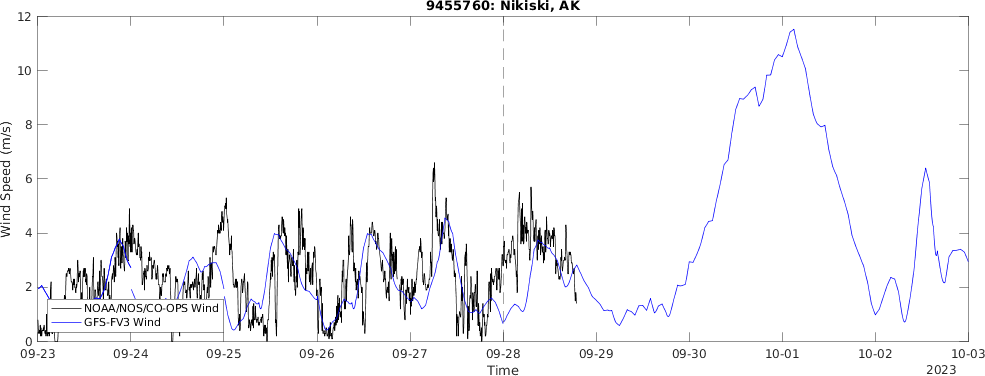 9455760: Nikiski, AK
Wind Speed (m/s)
12
10
8
6
4
2
0
NOAA/NOS/CO-OPS Wind
GFS-FV3 Wind
09-23 09-24 09-25 09-26 09-27 09-28 09-29 09-30 10-01 10-02 10-03
Time
2023